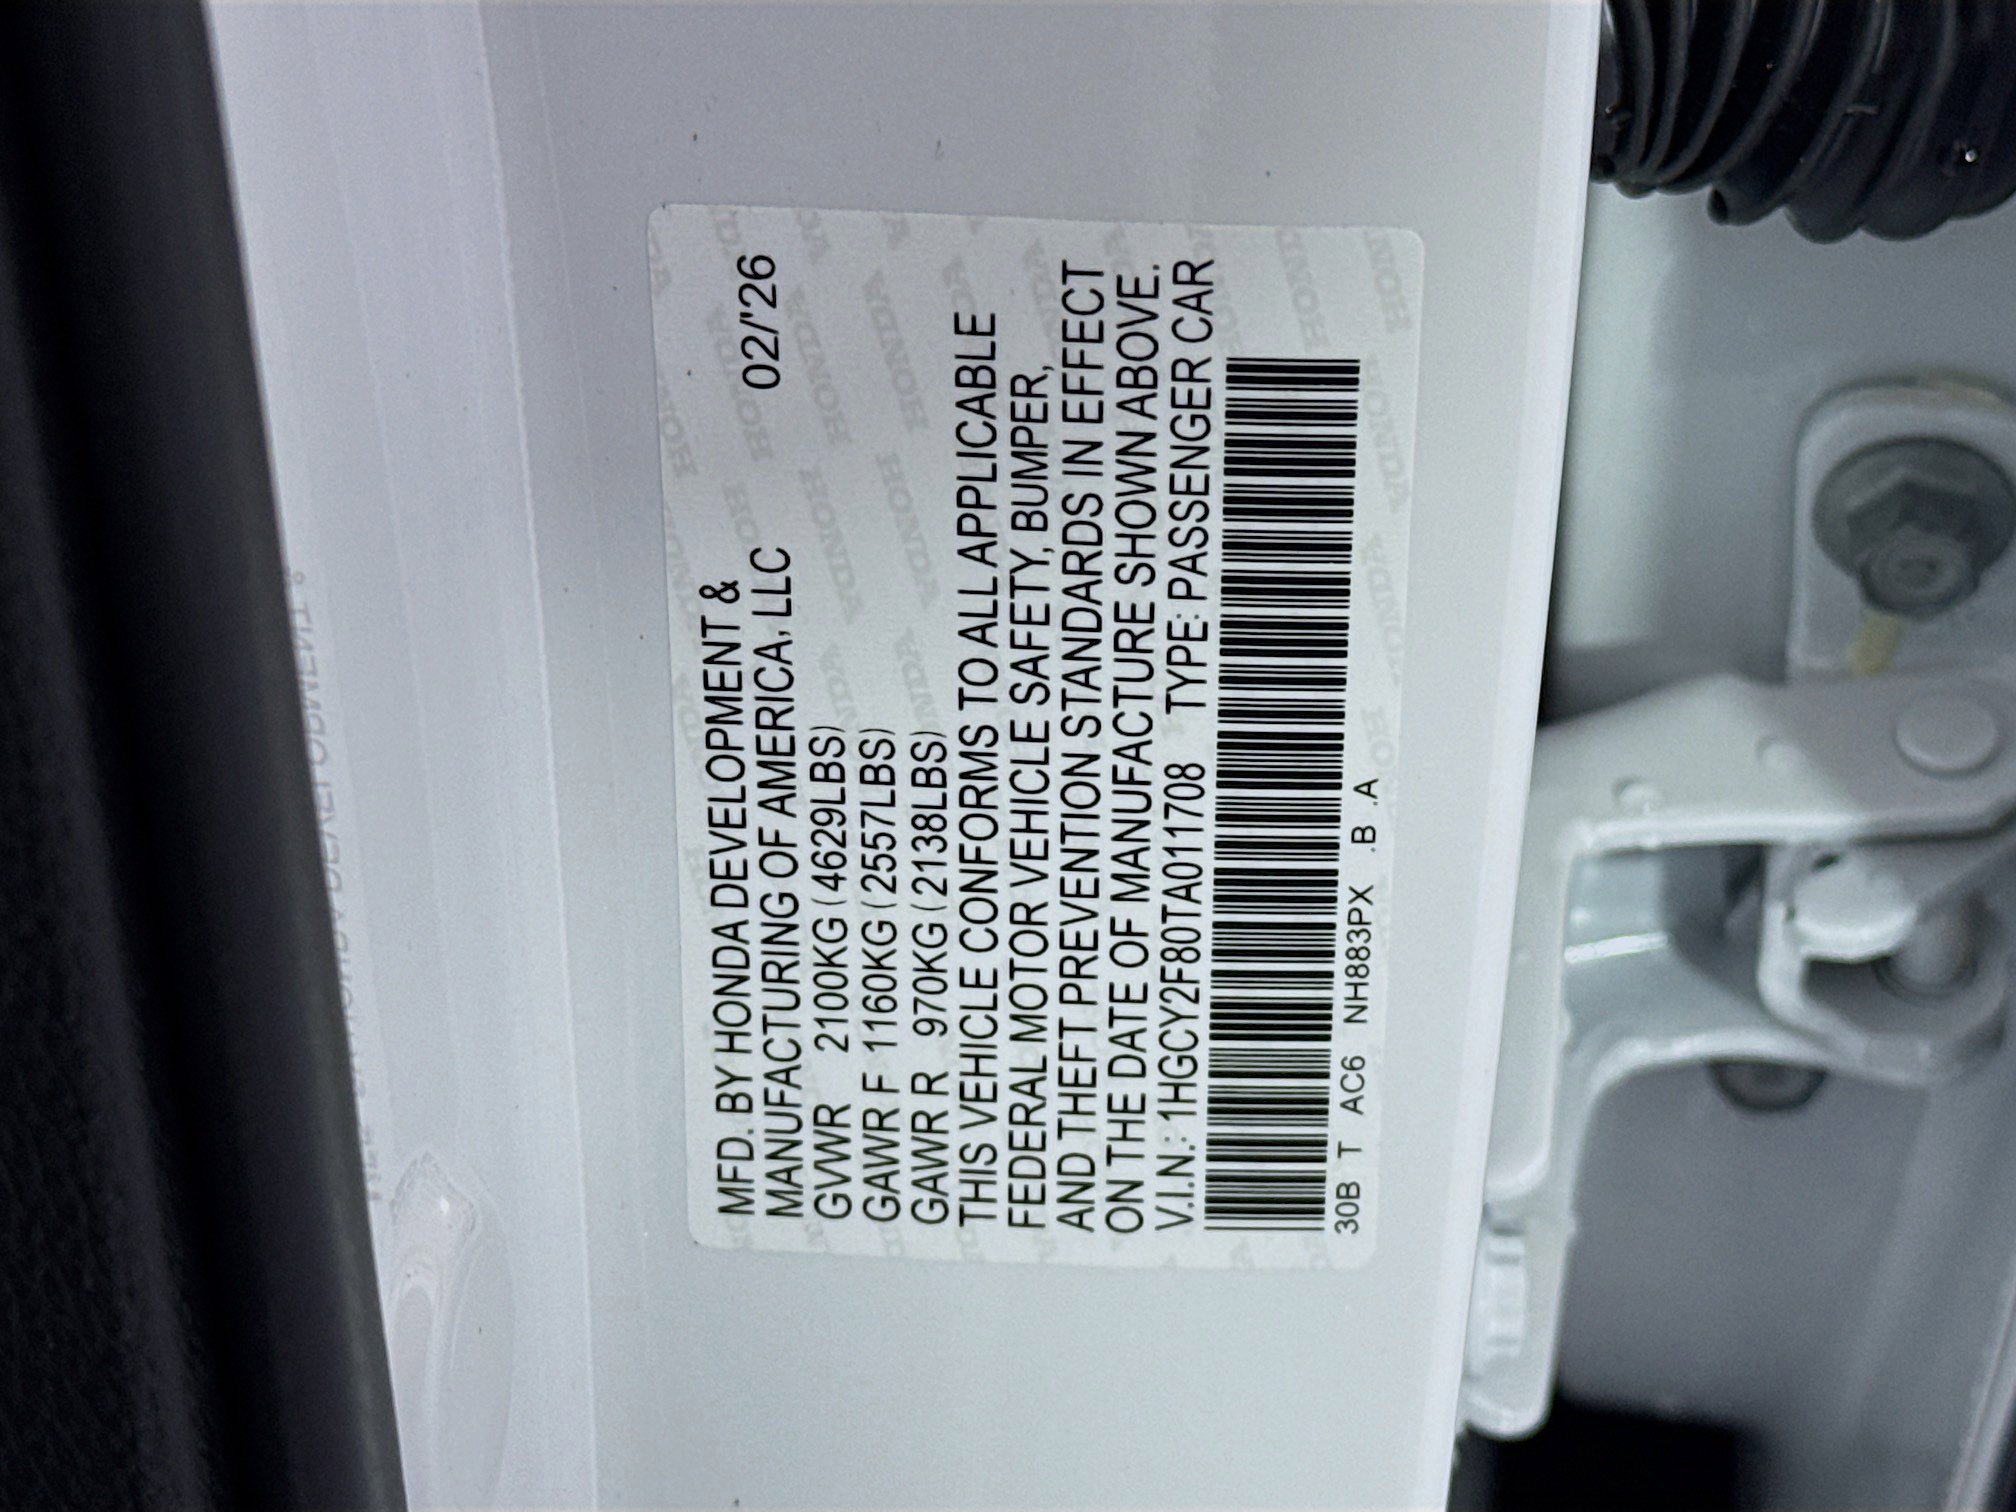 MFD. BY HONDA DEVELOPMENT &
MANUFACTURING OF AMERICA, LLC 02/'26
GVWR 2100KG (4629LBS)
GAWR F 1160KG (2557LBS)
GAWR R 970KG (2138LBS)
THIS VEHICLE CONFORMS TO ALL APPLICABLE
FEDERAL MOTOR VEHICLE SAFETY, BUMPER,
AND THEFT PREVENTION STANDARDS IN EFFECT
ON THE DATE OF MANUFACTURE SHOWN ABOVE.
V.I.N.: 1HGCY2F80TA011708 TYPE: PASSENGER CAR
30B T AC6 NH883PX .B .A